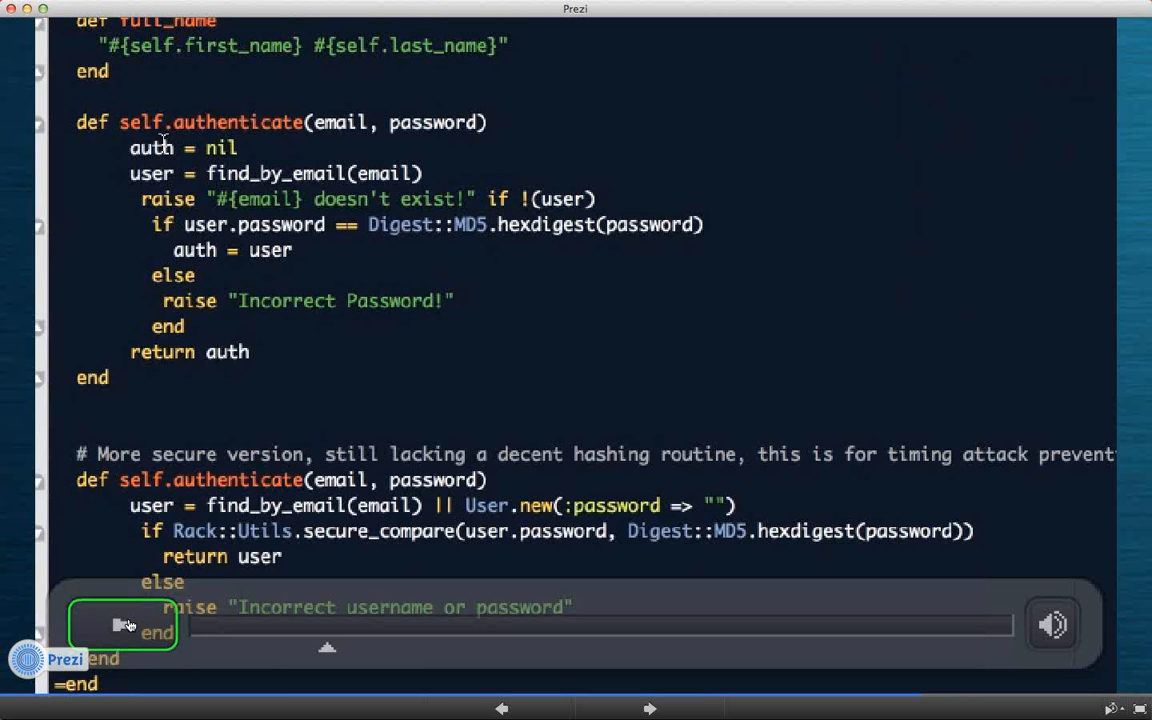 Prezi
def full_name
"#{self.first_name} #{self.last_name}"
end
def self.authenticate(email, password)
auth = nil
user = find_by_email(email)
raise "#{email} doesn't exist!" if !(user)
if user.password == Digest::MD5.hexdigest(password)
auth = user
else
raise "Incorrect Password!"
end
return auth
end
# More secure version, still lacking a decent hashing routine, this is for timing attack prevent
def self.authenticate(email, password)
user = find_by_email(email) || User.new(:password => "")
if Rack::Utils.secure_compare(user.password, Digest::MD5.hexdigest(password))
return user
else
raise "Incorrect username or password"
end
Prezi end
=end